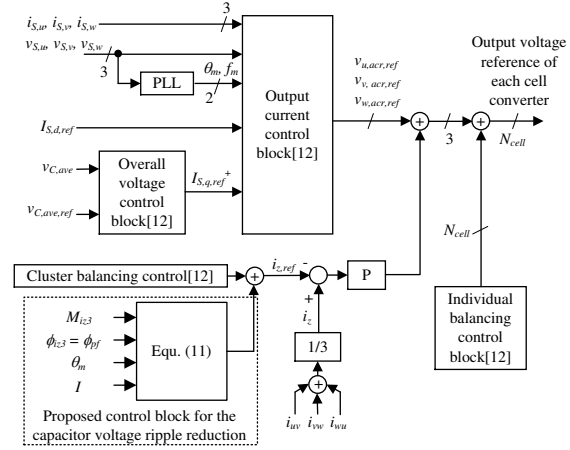 i_{S,u}, i_{S,v}, i_{S,w}
3
v_{S,u}, v_{S,v}, v_{S,w}
3
PLL
θ_m, f_m
2
I_{S,d,ref}
v_{C,ave}
v_{C,ave,ref}
Overall
voltage
control
block[12]
I_{S,q,ref}
+
Output
current
control
block[12]
v_{u,acr,ref}
v_{v, acr,ref}
v_{w,acr,ref}
+
3
+
Output voltage
reference of
each cell
converter
N_{cell}
N_{cell}
Individual
balancing
control
block[12]
Cluster balancing control[12]
+
i_{z,ref}
-
P
+
i_z
1/3
+
i_{uv} i_{vw} i_{wu}
M_{iz3}
ϕ_{iz3} = ϕ_{pf}
θ_m
I
Equ. (11)
Proposed control block for the
capacitor voltage ripple reduction